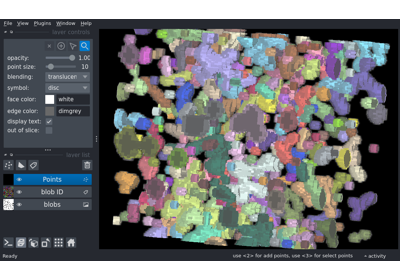 File View Plugins Window Help
layer controls
opacity: 1.00
point size: 10
blending: translucen
symbol: disc
face color: white
edge color: dimgrey
display text:
out of slice:
layer list
Points
blob ID
blobs
use <2> for add points, use <3> for select points
activity